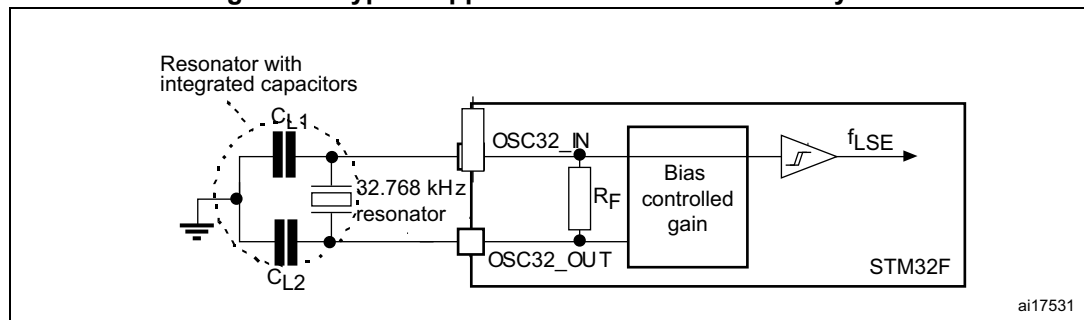 Resonator with
integrated capacitors
CL1
OSC32_IN
fLSE
32.768 kHz
resonator
RF
Bias
controlled
gain
OSC32_OUT
CL2
STM32F
ai17531